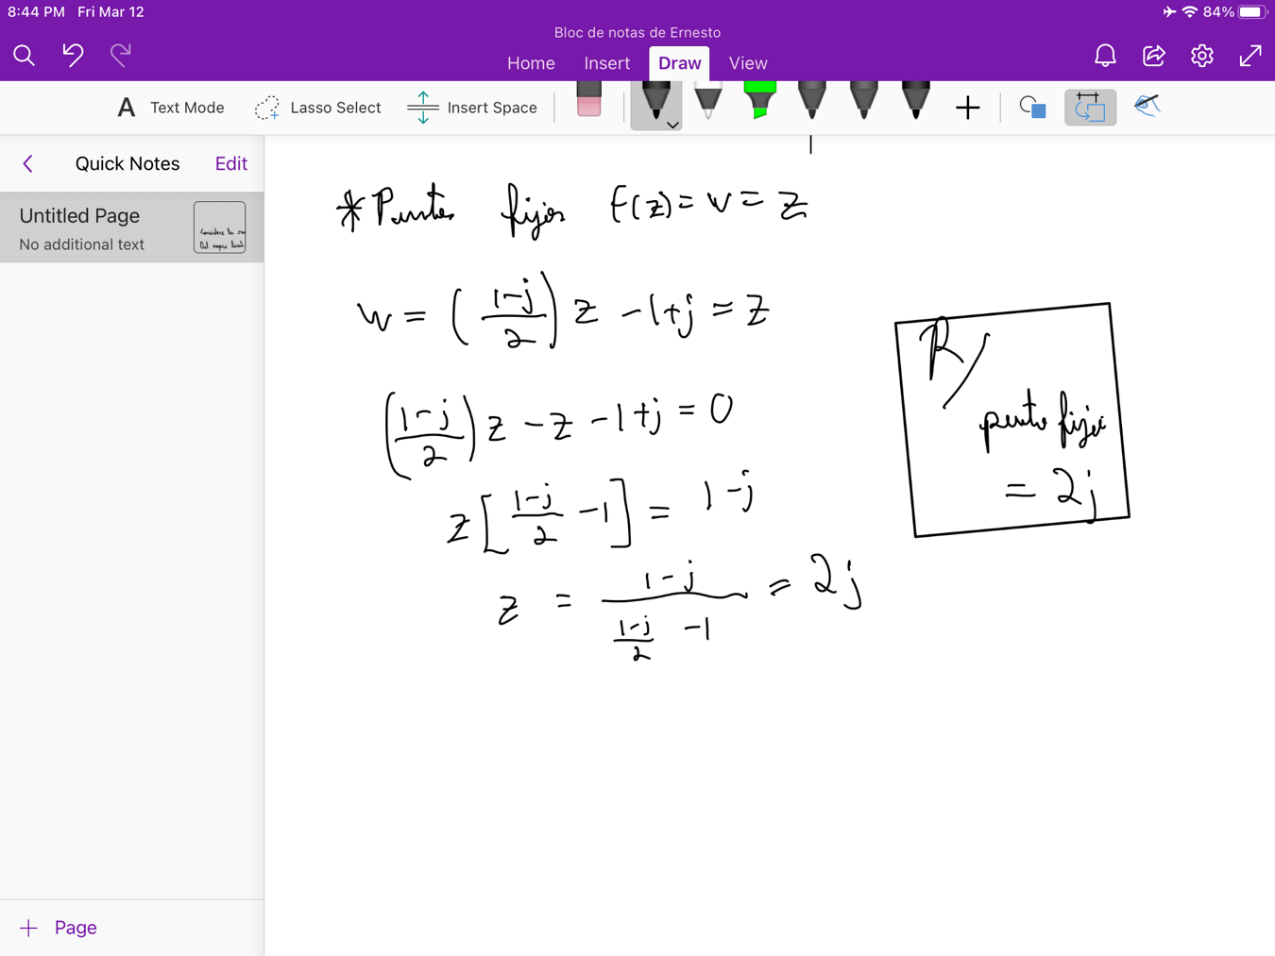 8:44 PM Fri Mar 12
84%
Bloc de notas de Ernesto
Home Insert Draw View
A Text Mode Lasso Select Insert Space
Quick Notes Edit
Untitled Page
No additional text
*Puntos fijos f(z) = w = z
w = ((1-j)/2) z - 1+j = z
((1-j)/2) z - z - 1+j = 0
z[(1-j)/2 - 1] = 1-j
z = (1-j)/((1-j)/2 - 1) = 2j
R/
punto fijo
= 2j
+ Page